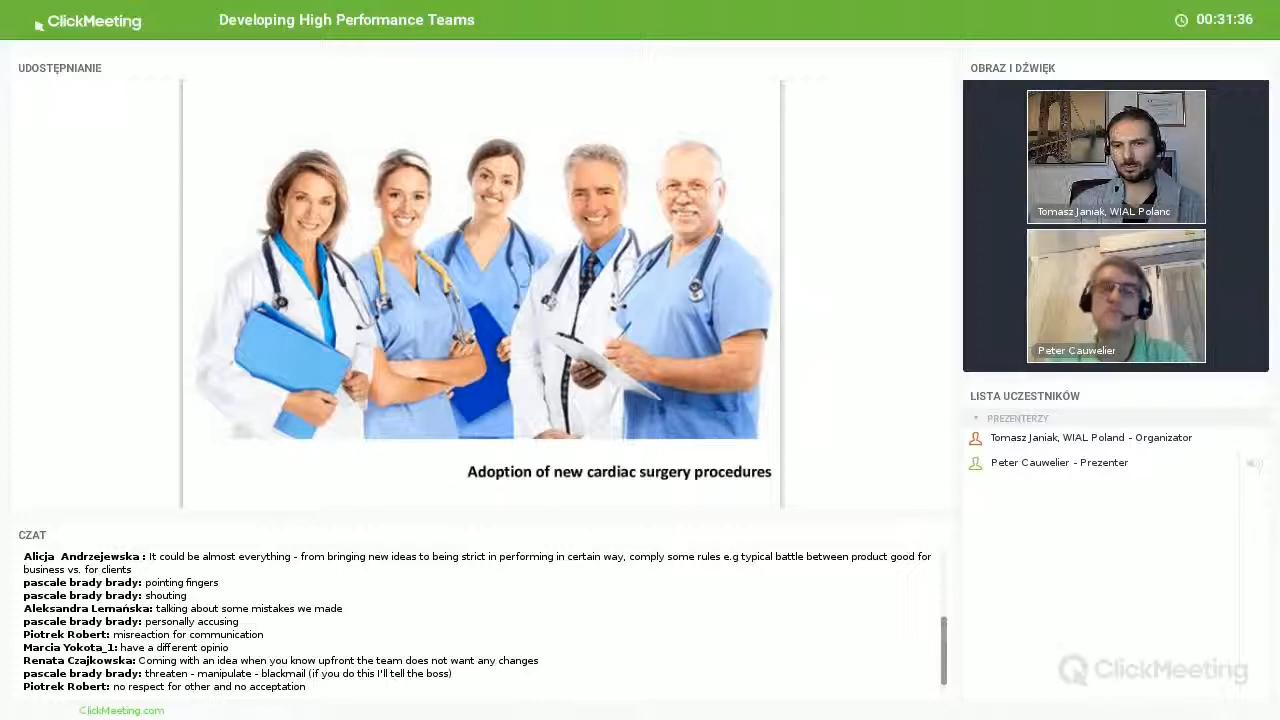 ClickMeeting
Developing High Performance Teams
00:31:36
UDOSTĘPNIANIE
Adoption of new cardiac surgery procedures
OBRAZ I DŹWIĘK
Tomasz Janiak, WIAL Poland
Peter Cauwelier
LISTA UCZESTNIKÓW
PREZENTERZY
Tomasz Janiak, WIAL Poland - Organizator
Peter Cauwelier - Prezenter
CZAT
Alicja Andrzejewska : It could be almost everything - from bringing new ideas to being strict in performing in certain way, comply some rules e.g typical battle between product good for
business vs. for clients
pascale brady brady: pointing fingers
pascale brady brady: shouting
Aleksandra Lemańska: talking about some mistakes we made
pascale brady brady: personally accusing
Piotrek Robert: misreaction for communication
Marcia Yokota_1: have a different opinio
Renata Czajkowska: Coming with an idea when you know upfront the team does not want any changes
pascale brady brady: threaten - manipulate - blackmail (if you do this I'll tell the boss)
Piotrek Robert: no respect for other and no acceptation
ClickMeeting
ClickMeeting.com